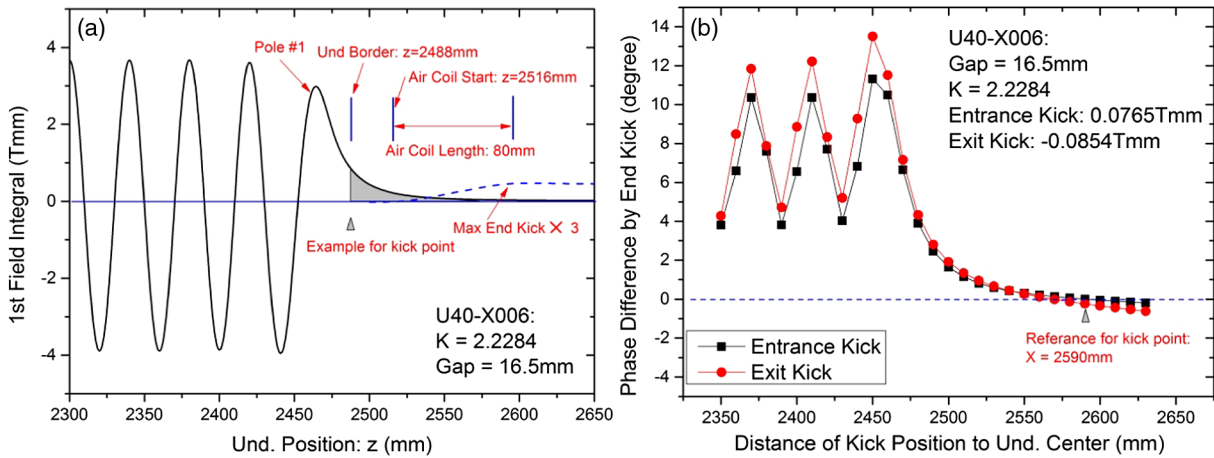 (a)
Pole #1
Und Border: z=2488mm
Air Coil Start: z=2516mm
Air Coil Length: 80mm
Max End Kick × 3
Example for kick point
U40-X006:
K = 2.2284
Gap = 16.5mm
1st Field Integral (Tmm)
4
2
0
-2
-4
2300 2350 2400 2450 2500 2550 2600 2650
Und. Position: z (mm)
(b)
U40-X006:
Gap = 16.5mm
K = 2.2284
Entrance Kick: 0.0765Tmm
Exit Kick: -0.0854Tmm
Referance for kick point:
X = 2590mm
Entrance Kick
Exit Kick
Phase Difference by End Kick (degree)
14
12
10
8
6
4
2
0
-2
-4
2350 2400 2450 2500 2550 2600 2650
Distance of Kick Position to Und. Center (mm)